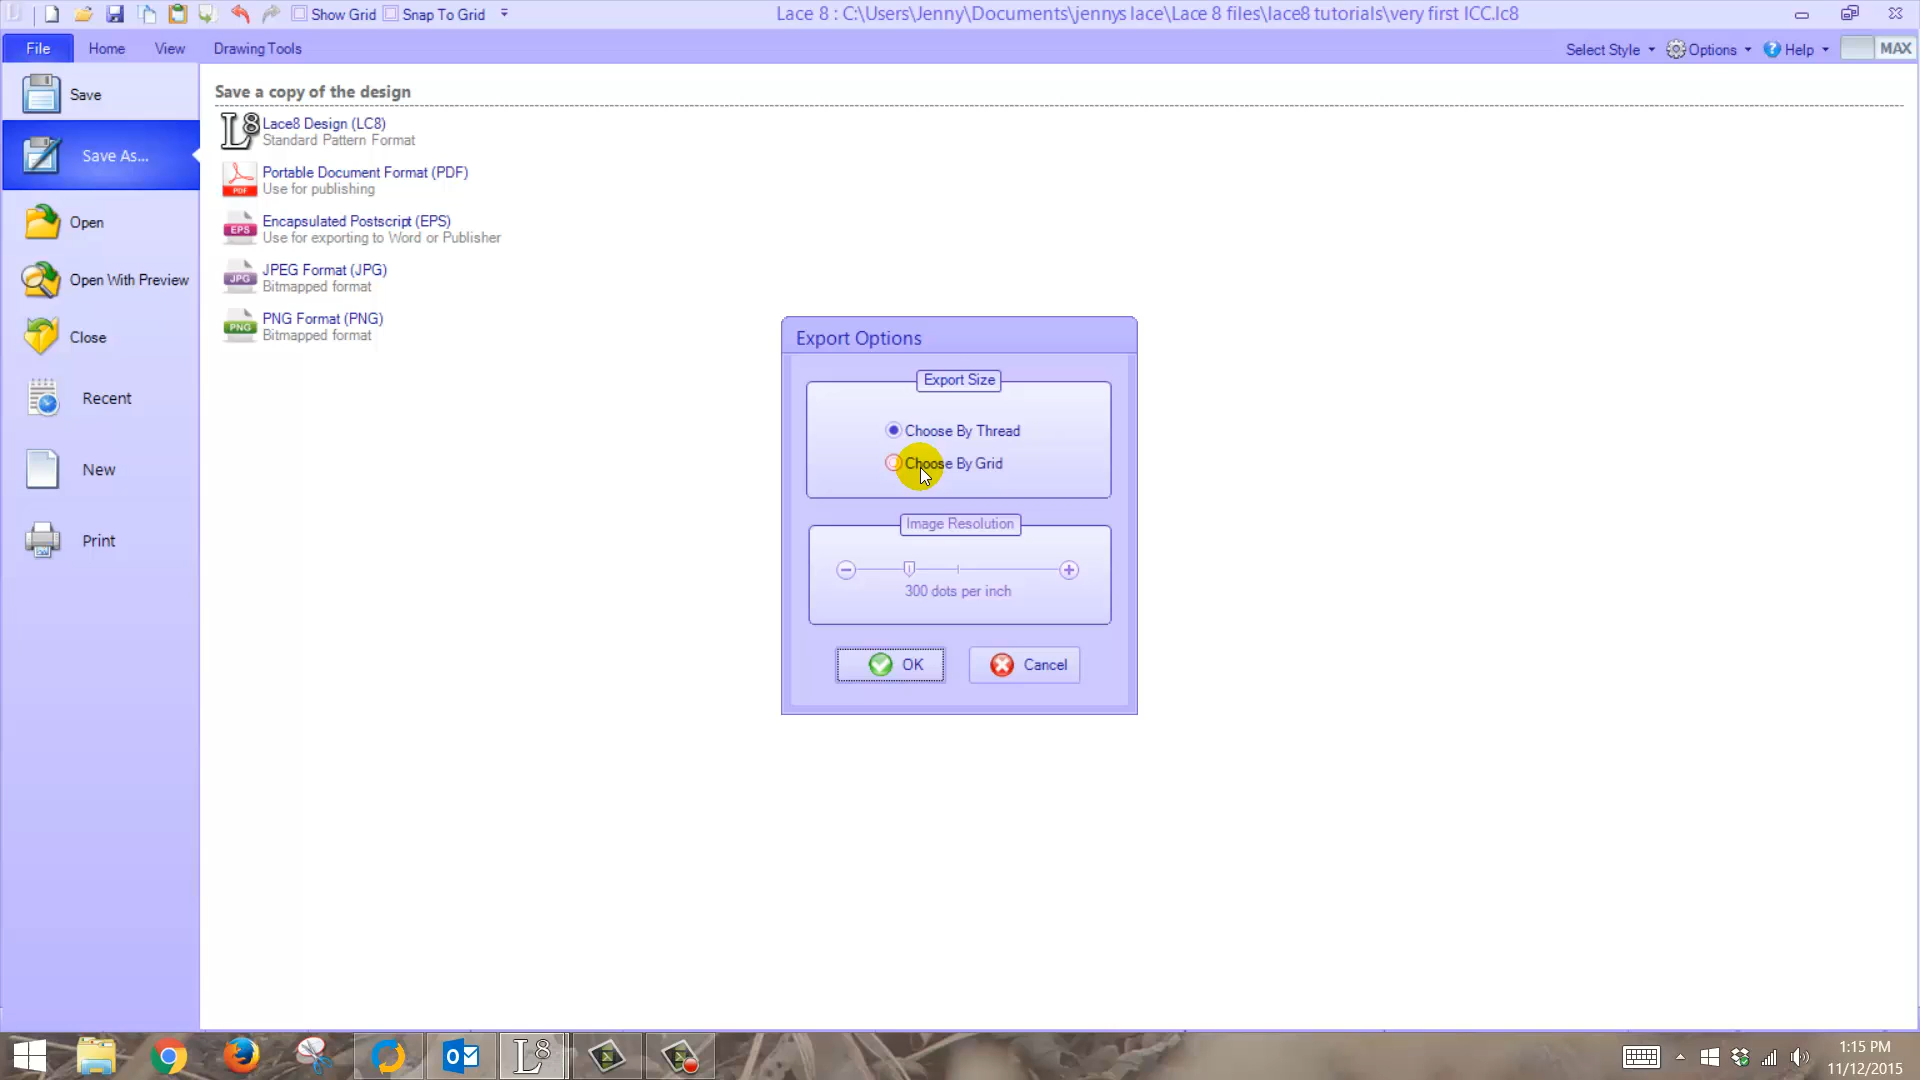 Show Grid Snap To Grid
Lace 8 : C:\Users\Jenny\Documents\jennys lace\Lace 8 files\lace8 tutorials\very first ICC.lc8
File Home View Drawing Tools
Select Style Options Help MAX
Save
Save As...
Open
Open With Preview
Close
Recent
New
Print
Save a copy of the design
L8 Lace8 Design (LC8)
Standard Pattern Format
PDF Portable Document Format (PDF)
Use for publishing
EPS Encapsulated Postscript (EPS)
Use for exporting to Word or Publisher
JPG JPEG Format (JPG)
Bitmapped format
PNG PNG Format (PNG)
Bitmapped format
Export Options
Export Size
Choose By Thread
Choose By Grid
Image Resolution
300 dots per inch
OK Cancel
L8
1:15 PM
11/12/2015